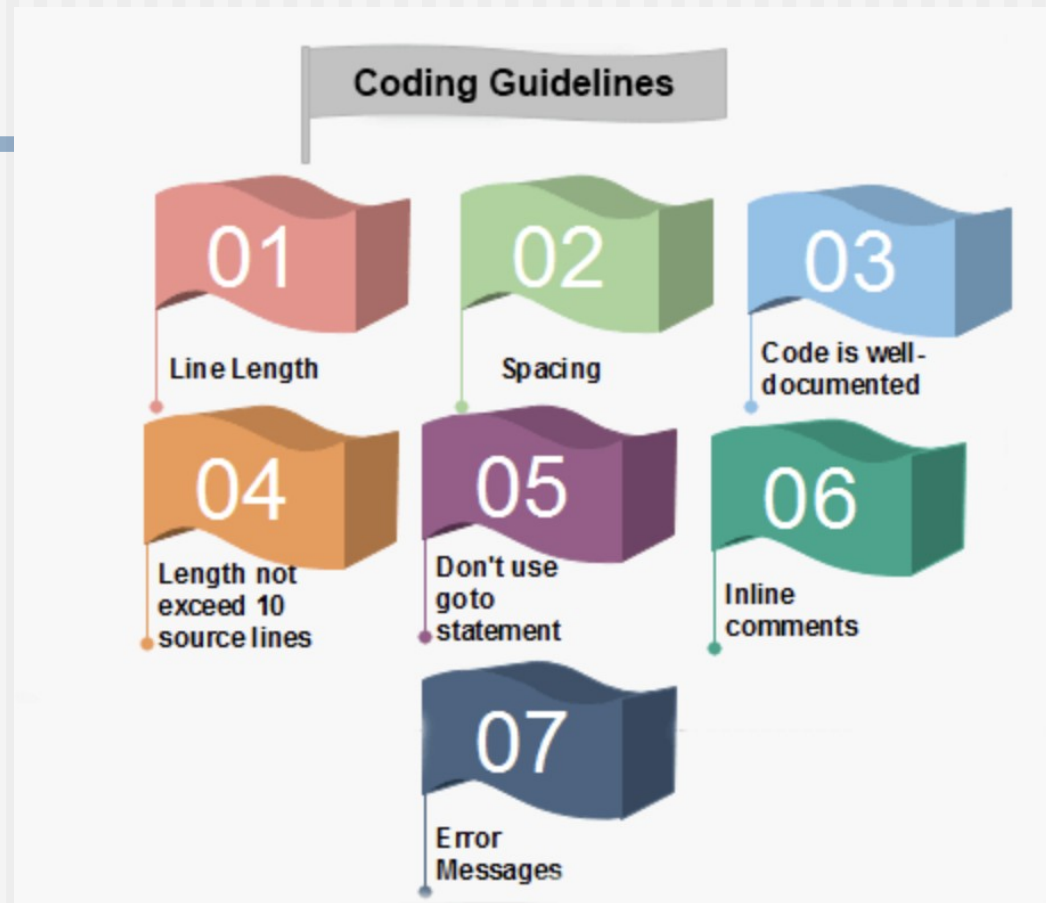 Coding Guidelines
01
02
03
Line Length
Spacing
Code is well-
documented
04
05
06
Length not
exceed 10
source lines
Don't use
goto
statement
Inline
comments
07
Error
Messages